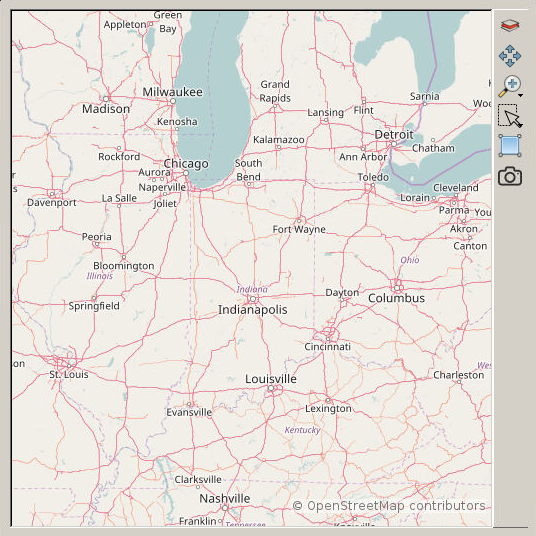 Green
Bay
Appleton
Milwaukee
Madison
Kenosha
Grand
Rapids
Lansing
Flint
Sarnia
Woo
Kalamazoo
Detroit
Ann Arbor
Chatham
Rockford
Chicago
Aurora
Naperville
South
Bend
Toledo
Cleveland
Davenport
La Salle
Joliet
Lorain
Parma
You
Akron
Canton
Fort Wayne
Peoria
Bloomington
Illinois
Ohio
Indiana
Springfield
Indianapolis
Dayton
Columbus
Cincinnati
on
St. Louis
Louisville
Charleston
Wes
Evansville
Lexington
Kentucky
Clarksville
Nashville
Franklin
Tennessee
© OpenStreetMap contributors